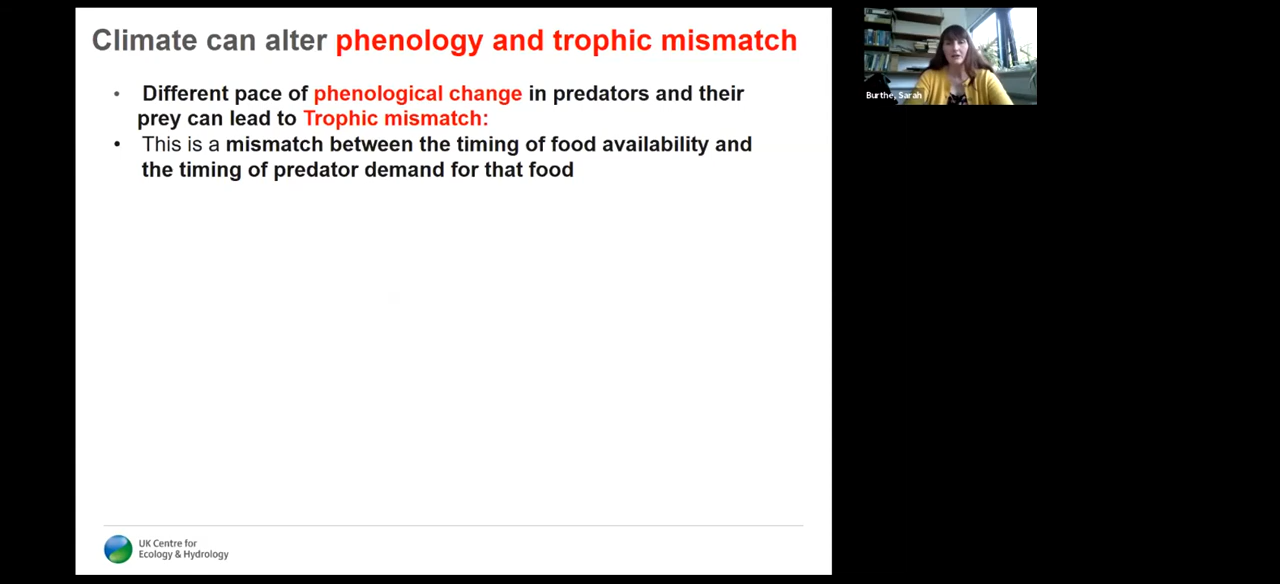 Climate can alter phenology and trophic mismatch
• Different pace of phenological change in predators and their
prey can lead to Trophic mismatch:
• This is a mismatch between the timing of food availability and
the timing of predator demand for that food
UK Centre for
Ecology & Hydrology
Burthe, Sarah